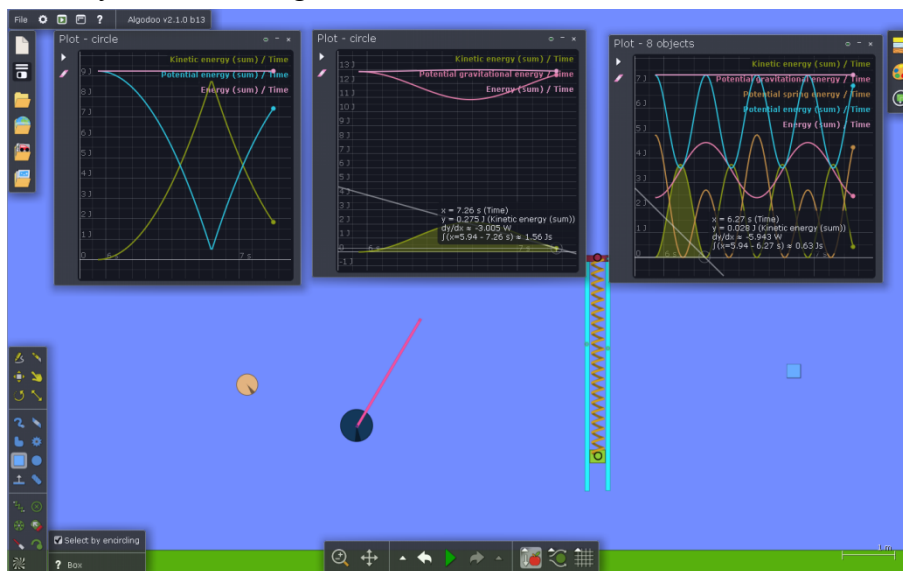 File ? Algodoo v2.1.0 b13
Plot - circle
Kinetic energy (sum) / Time
Potential energy (sum) / Time
Energy (sum) / Time
9 J
8 J
7 J
5 J
4 J
3 J
2 J
1 J
0
6 s
7 s
Plot - circle
Kinetic energy (sum) / Time
Potential gravitational energy / Time
Energy (sum) / Time
13 J
12 J
11 J
10 J
9 J
8 J
7 J
6 J
5 J
4 J
3 J
2 J
1 J
0
-1 J
6 s
x = 7.26 s (Time)
y = 0.275 J (Kinetic energy (sum))
dy/dx ≈ -3.005 W
∫(x=5.94 - 7.26 s) ≈ 1.56 Js
Plot - 8 objects
Kinetic energy (sum) / Time
Potential gravitational energy / Time
Potential spring energy / Time
Potential energy (sum) / Time
Energy (sum) / Time
7 J
6 J
4 J
3 J
2 J
1 J
0
6 s
x = 6.27 s (Time)
y = 0.028 J (Kinetic energy (sum))
dy/dx ≈ -5.943 W
∫(x=5.94 - 6.27 s) ≈ 0.63 Js
Select by encircling
? Box
1 m